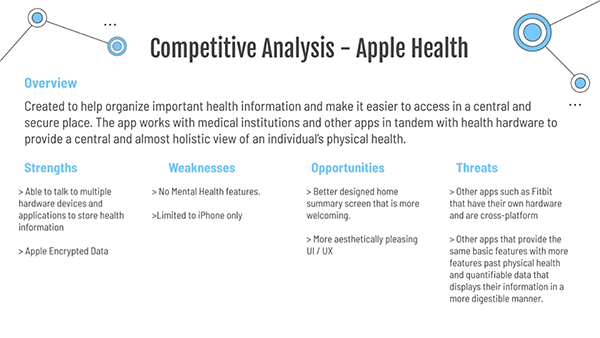 Competitive Analysis - Apple Health
Overview
Created to help organize important health information and make it easier to access in a central and
secure place. The app works with medical institutions and other apps in tandem with health hardware to
provide a central and almost holistic view of an individual's physical health.
Strengths
> Able to talk to multiple
hardware devices and
applications to store health
information
> Apple Encrypted Data
Weaknesses
> No Mental Health features.
>Limited to iPhone only
Opportunities
> Better designed home
summary screen that is more
welcoming.
> More aesthetically pleasing
UI / UX
Threats
> Other apps such as Fitbit
that have their own hardware
and are cross-platform
> Other apps that provide the
same basic features with more
features past physical health
and quantifiable data that
displays their information in a
more digestible manner.